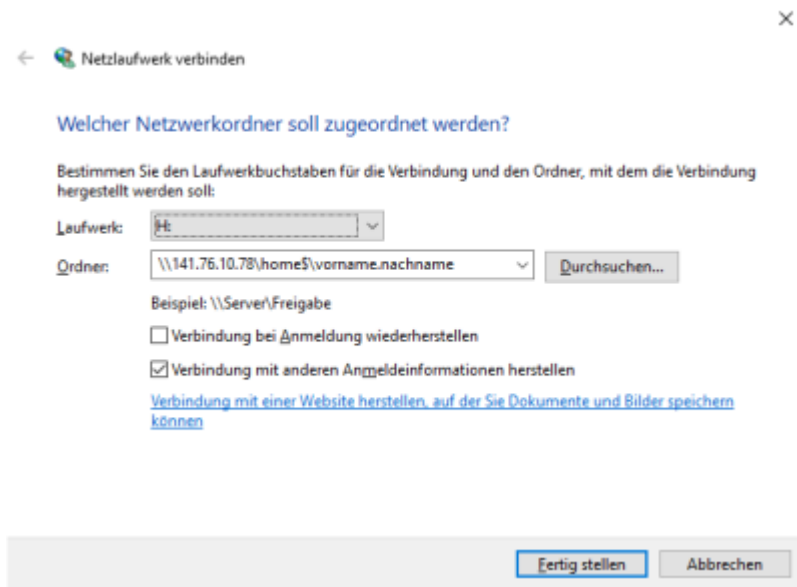 Netzlaufwerk verbinden
Welcher Netzwerkordner soll zugeordnet werden?
Bestimmen Sie den Laufwerkbuchstaben für die Verbindung und den Ordner, mit dem die Verbindung
hergestellt werden soll:
Laufwerk: H:
Ordner: \\141.76.10.78\home$\vorname.nachname Durchsuchen...
Beispiel: \\Server\Freigabe
Verbindung bei Anmeldung wiederherstellen
Verbindung mit anderen Anmeldeinformationen herstellen
Verbindung mit einer Website herstellen, auf der Sie Dokumente und Bilder speichern
können
Fertig stellen Abbrechen